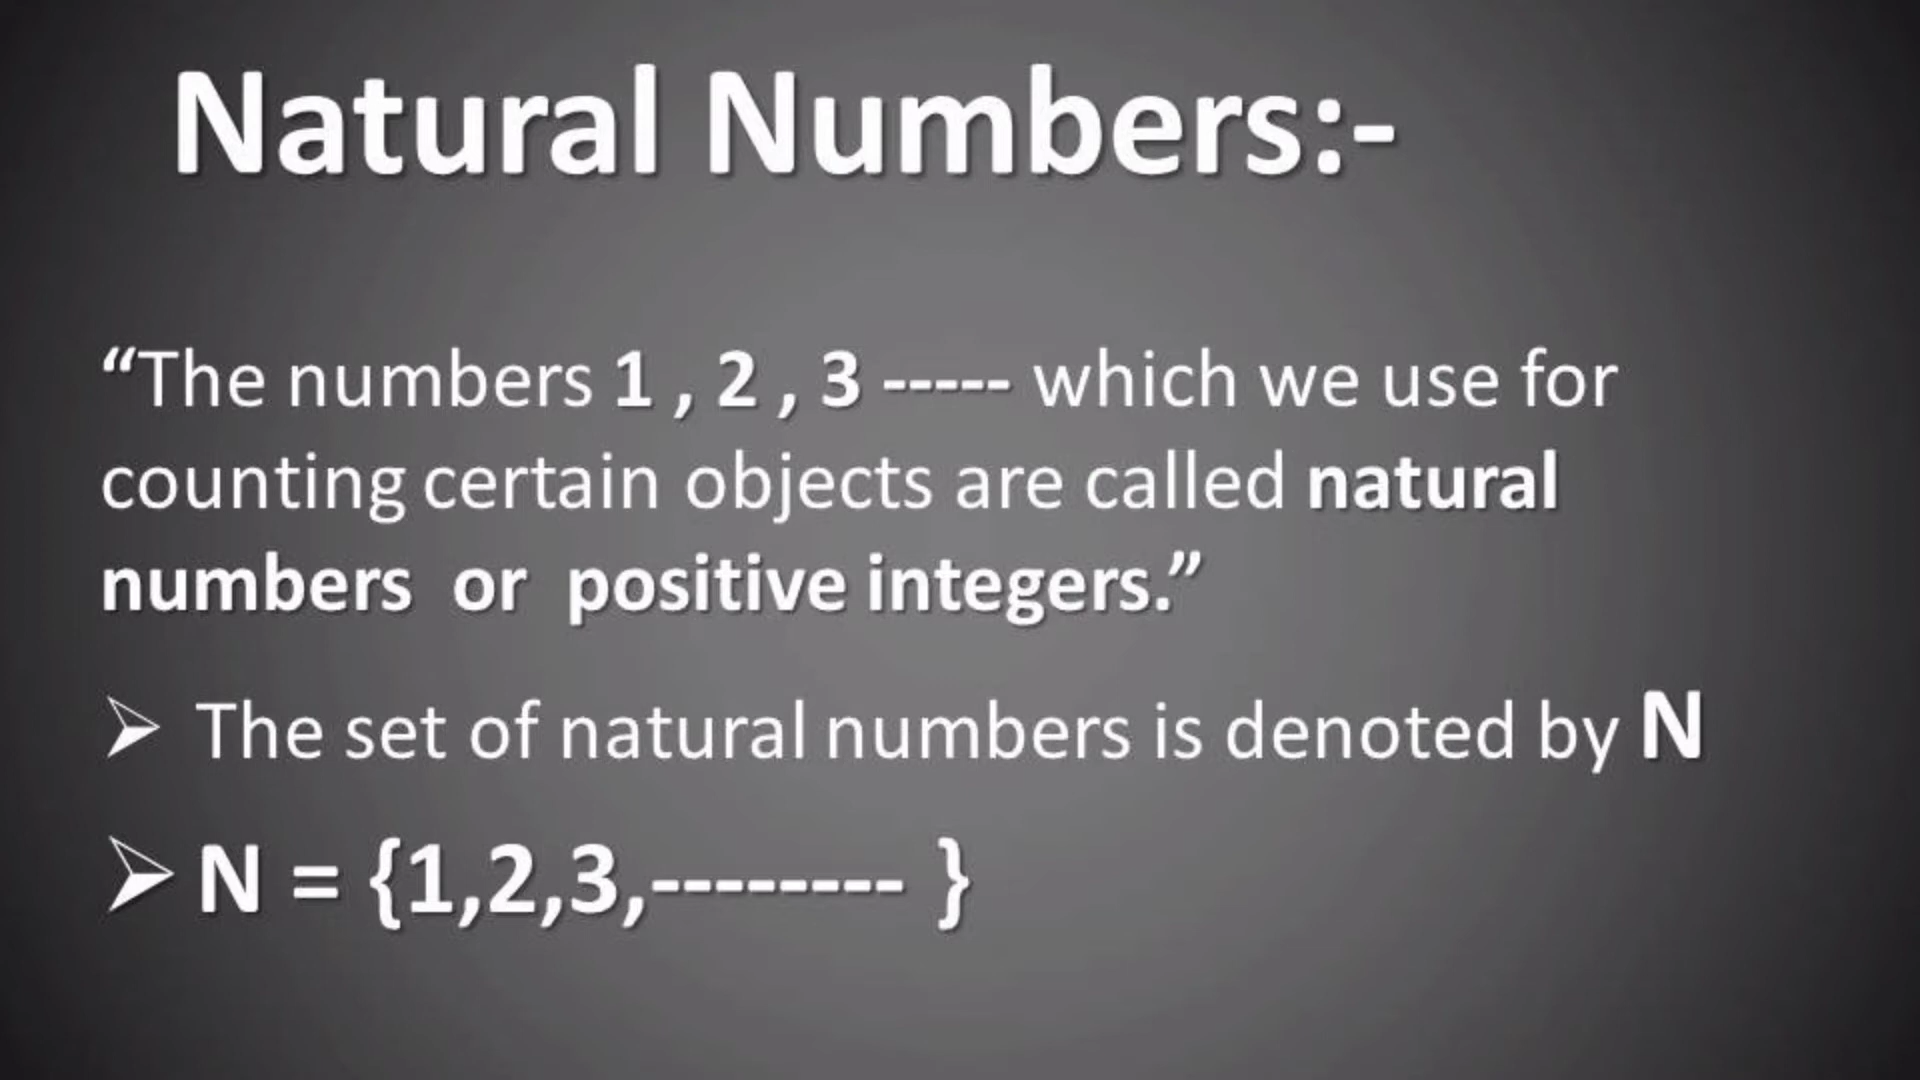 Natural Numbers:-
“The numbers 1 , 2 , 3 ----- which we use for
counting certain objects are called natural
numbers or positive integers.”
➢ The set of natural numbers is denoted by N
➢ N = {1,2,3,-------- }